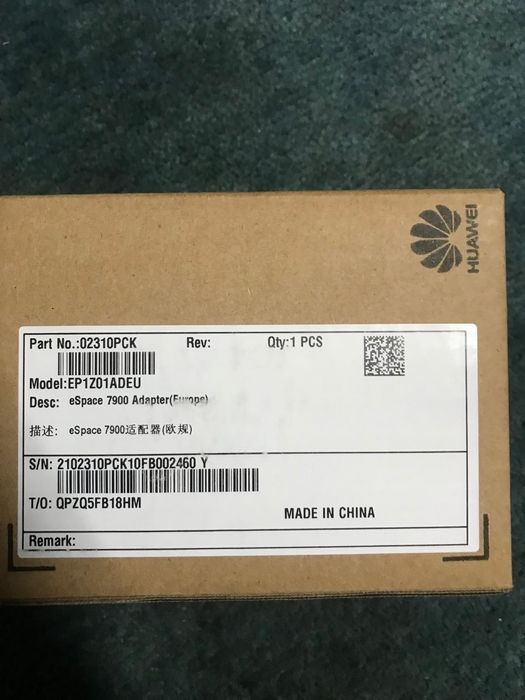 HUAWEI
Part No.:02310PCK Rev: Qty:1 PCS
Model:EP1Z01ADEU
Desc: eSpace 7900 Adapter(Europe)
描述: eSpace 7900适配器(欧规)
S/N: 2102310PCK10FB002460 Y
T/O: QPZQ5FB18HM MADE IN CHINA
Remark: